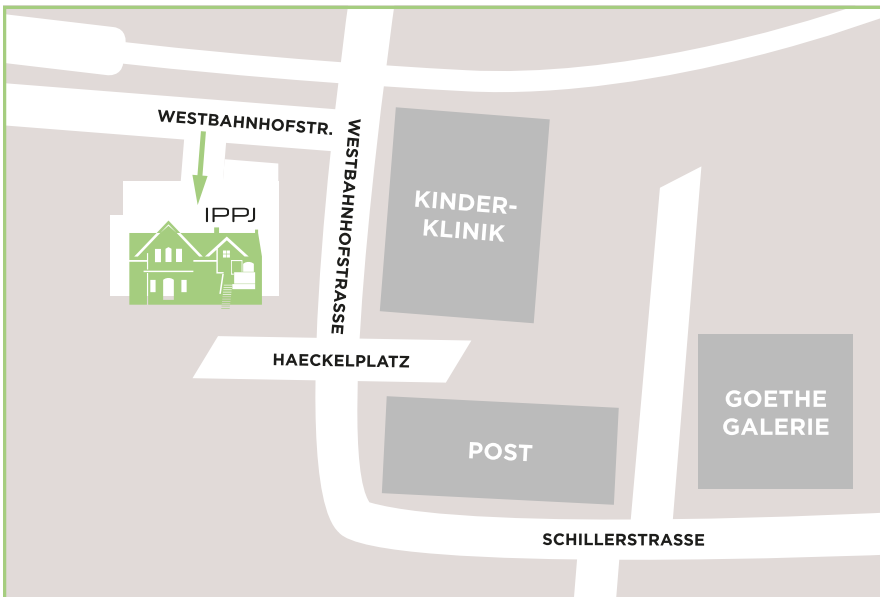 WESTBAHNHOFSTR.
WESTBAHNHOFSTRASSE
KINDER-
KLINIK
IPPJ
HAECKELPLATZ
GOETHE
GALERIE
POST
SCHILLERSTRASSE